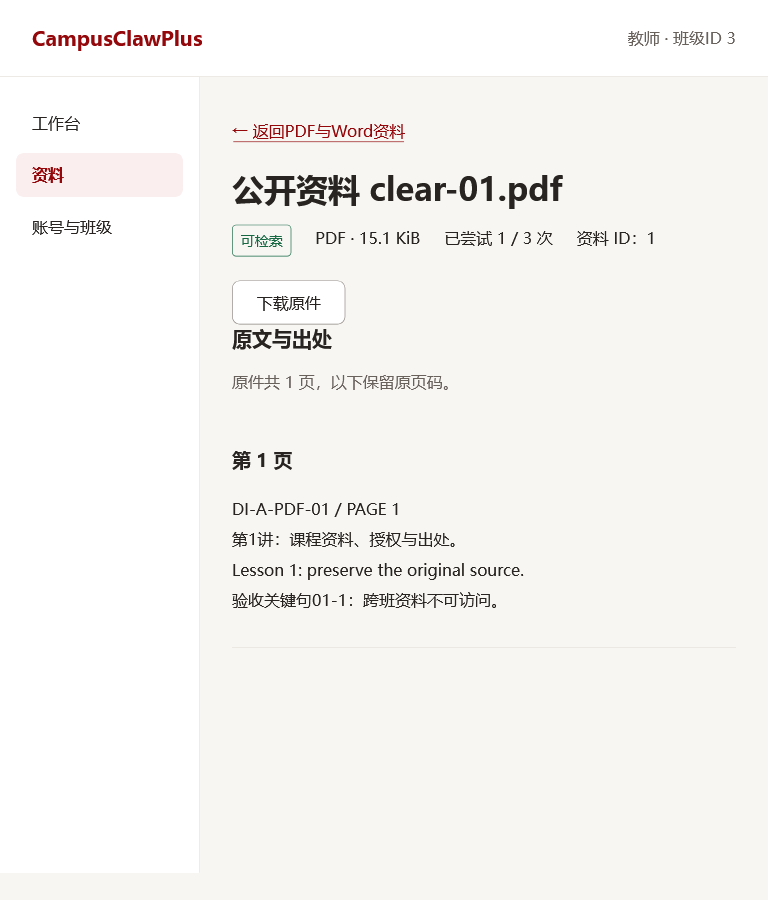 CampusClawPlus
教师 · 班级ID 3
工作台
资料
账号与班级
← 返回PDF与Word资料
公开资料 clear-01.pdf
可检索 PDF · 15.1 KiB 已尝试 1 / 3 次 资料 ID：1
下载原件
原文与出处
原件共 1 页，以下保留原页码。
第 1 页
DI-A-PDF-01 / PAGE 1
第1讲：课程资料、授权与出处。
Lesson 1: preserve the original source.
验收关键句01-1：跨班资料不可访问。